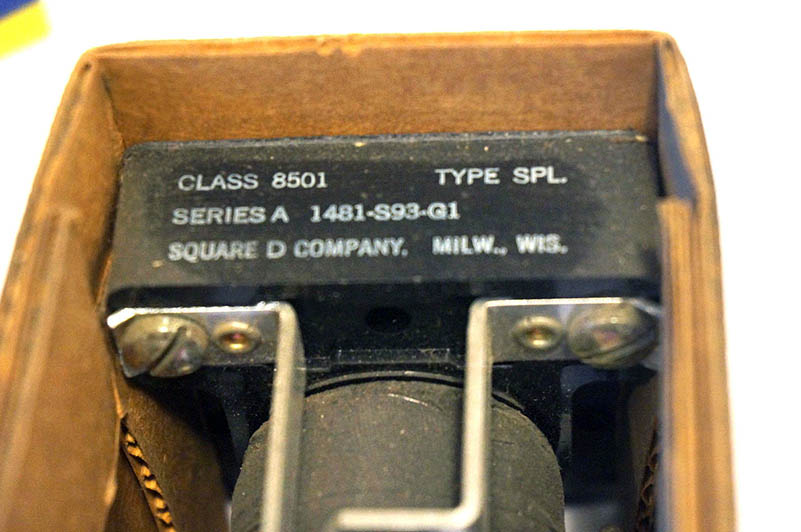 CLASS 8501 TYPE SPL.
SERIES A 1481-S93-G1
SQUARE D COMPANY. MILW., WIS.